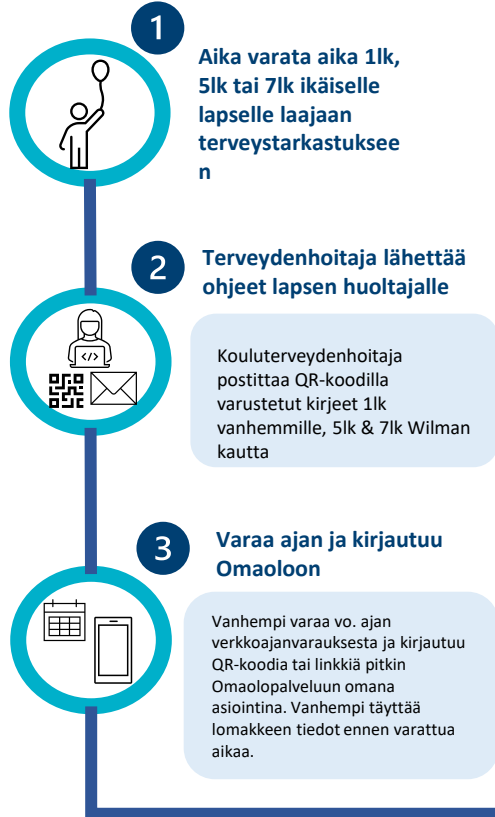 1
Aika varata aika 1lk,
5lk tai 7lk ikäiselle
lapselle laajaan
terveystarkastuksee
n
2
Terveydenhoitaja lähettää
ohjeet lapsen huoltajalle
</>
Kouluterveydenhoitaja
postittaa QR-koodilla
varustetut kirjeet 1lk
vanhemmille, 5lk & 7lk Wilman
kautta
3
Varaa ajan ja kirjautuu
Omaoloon
Vanhempi varaa vo. ajan
verkkoajanvarauksesta ja kirjautuu
QR-koodia tai linkkiä pitkin
Omaolopalveluun omana
asiointina. Vanhempi täyttää
lomakkeen tiedot ennen varattua
aikaa.